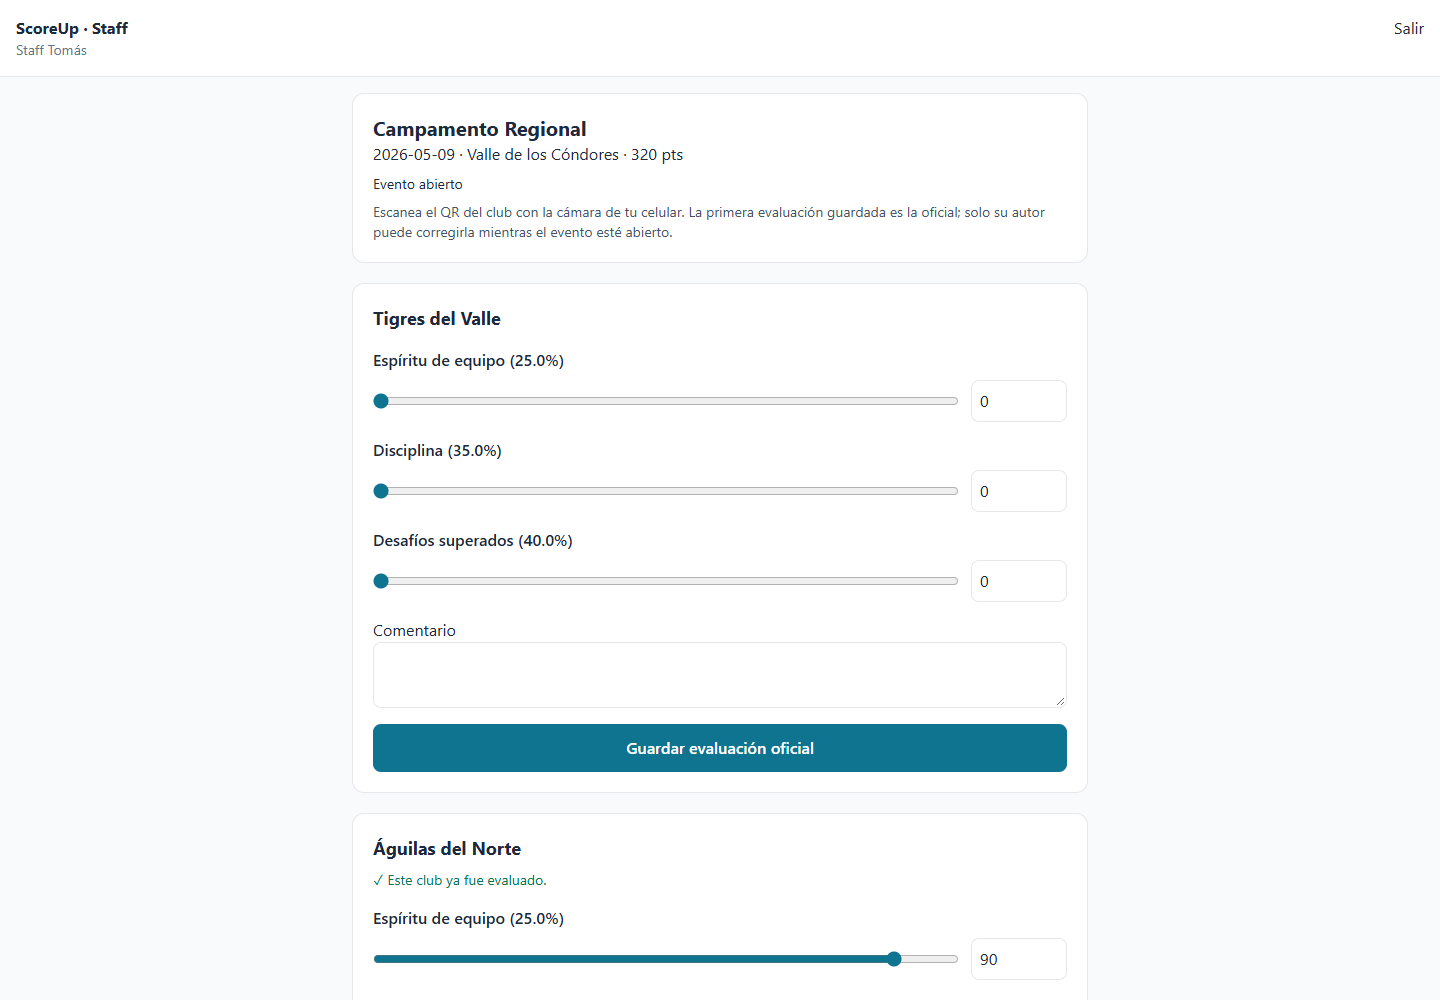 ScoreUp · Staff
Staff Tomás
Salir
Campamento Regional
2026-05-09 · Valle de los Cóndores · 320 pts
Evento abierto
Escanea el QR del club con la cámara de tu celular. La primera evaluación guardada es la oficial; solo su autor
puede corregirla mientras el evento esté abierto.
Tigres del Valle
Espíritu de equipo (25.0%)
0
Disciplina (35.0%)
0
Desafíos superados (40.0%)
0
Comentario
Guardar evaluación oficial
Águilas del Norte
✓ Este club ya fue evaluado.
Espíritu de equipo (25.0%)
90